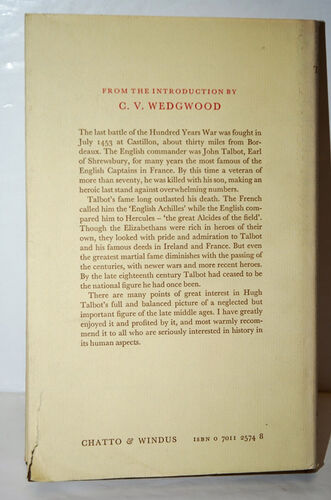 FROM THE INTRODUCTION BY
C. V. WEDGWOOD
The last battle of the Hundred Years War was fought in
July 1453 at Castillon, about thirty miles from Bor-
deaux. The English commander was John Talbot, Earl
of Shrewsbury, for many years the most famous of the
English Captains in France. By this time a veteran of
more than seventy, he was killed with his son, making an
heroic last stand against overwhelming numbers.
Talbot's fame long outlasted his death. The French
called him the 'English Achilles' while the English com-
pared him to Hercules – 'the great Alcides of the field'.
Though the Elizabethans were rich in heroes of their
own, they looked with pride and admiration to Talbot
and his famous deeds in Ireland and France. But even
the greatest martial fame diminishes with the passing of
the centuries, with newer wars and more recent heroes.
By the late eighteenth century Talbot had ceased to be
the national figure he had once been.
There are many points of great interest in Hugh
Talbot's full and balanced picture of a neglected but
important figure of the late middle ages. I have greatly
enjoyed it and profited by it, and most warmly recom-
mend it to all who are seriously interested in history in
its human aspects.
CHATTO & WINDUS ISBN 0 7011 2574 8